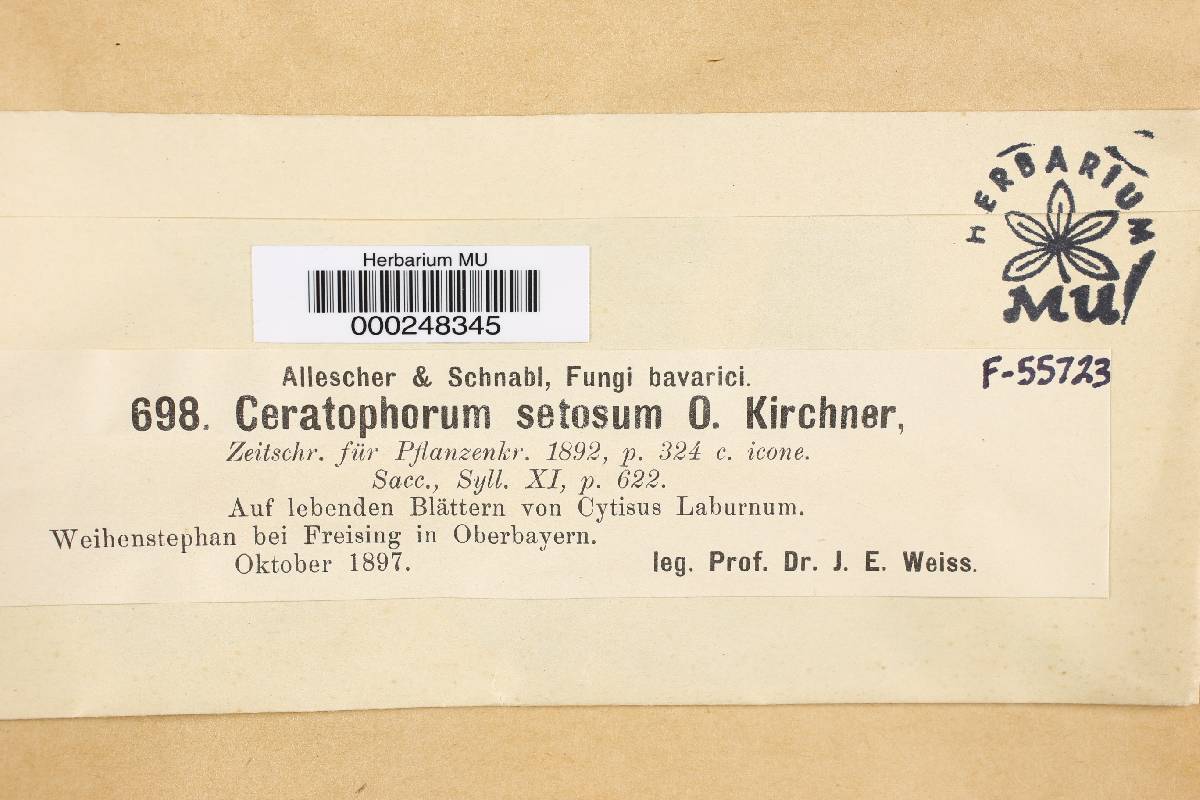 HERBARIUM
MU
Herbarium MU
000248345
F-55723
Allescher & Schnabl, Fungi bavarici.
698. Ceratophorum setosum O. Kirchner,
Zeitschr. für Pflanzenkr. 1892, p. 324 c. icone.
Sacc., Syll. XI, p. 622.
Auf lebenden Blättern von Cytisus Laburnum.
Weihenstephan bei Freising in Oberbayern.
Oktober 1897. leg. Prof. Dr. J. E. Weiss.